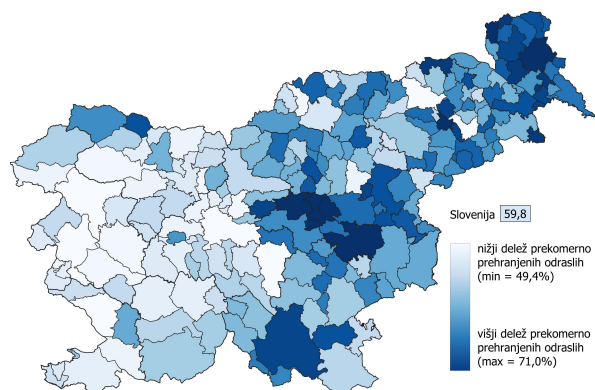 Slovenija 59,8
nižji delež prekomerno
prehranjenih odraslih
(min = 49,4%)
višji delež prekomerno
prehranjenih odraslih
(max = 71,0%)